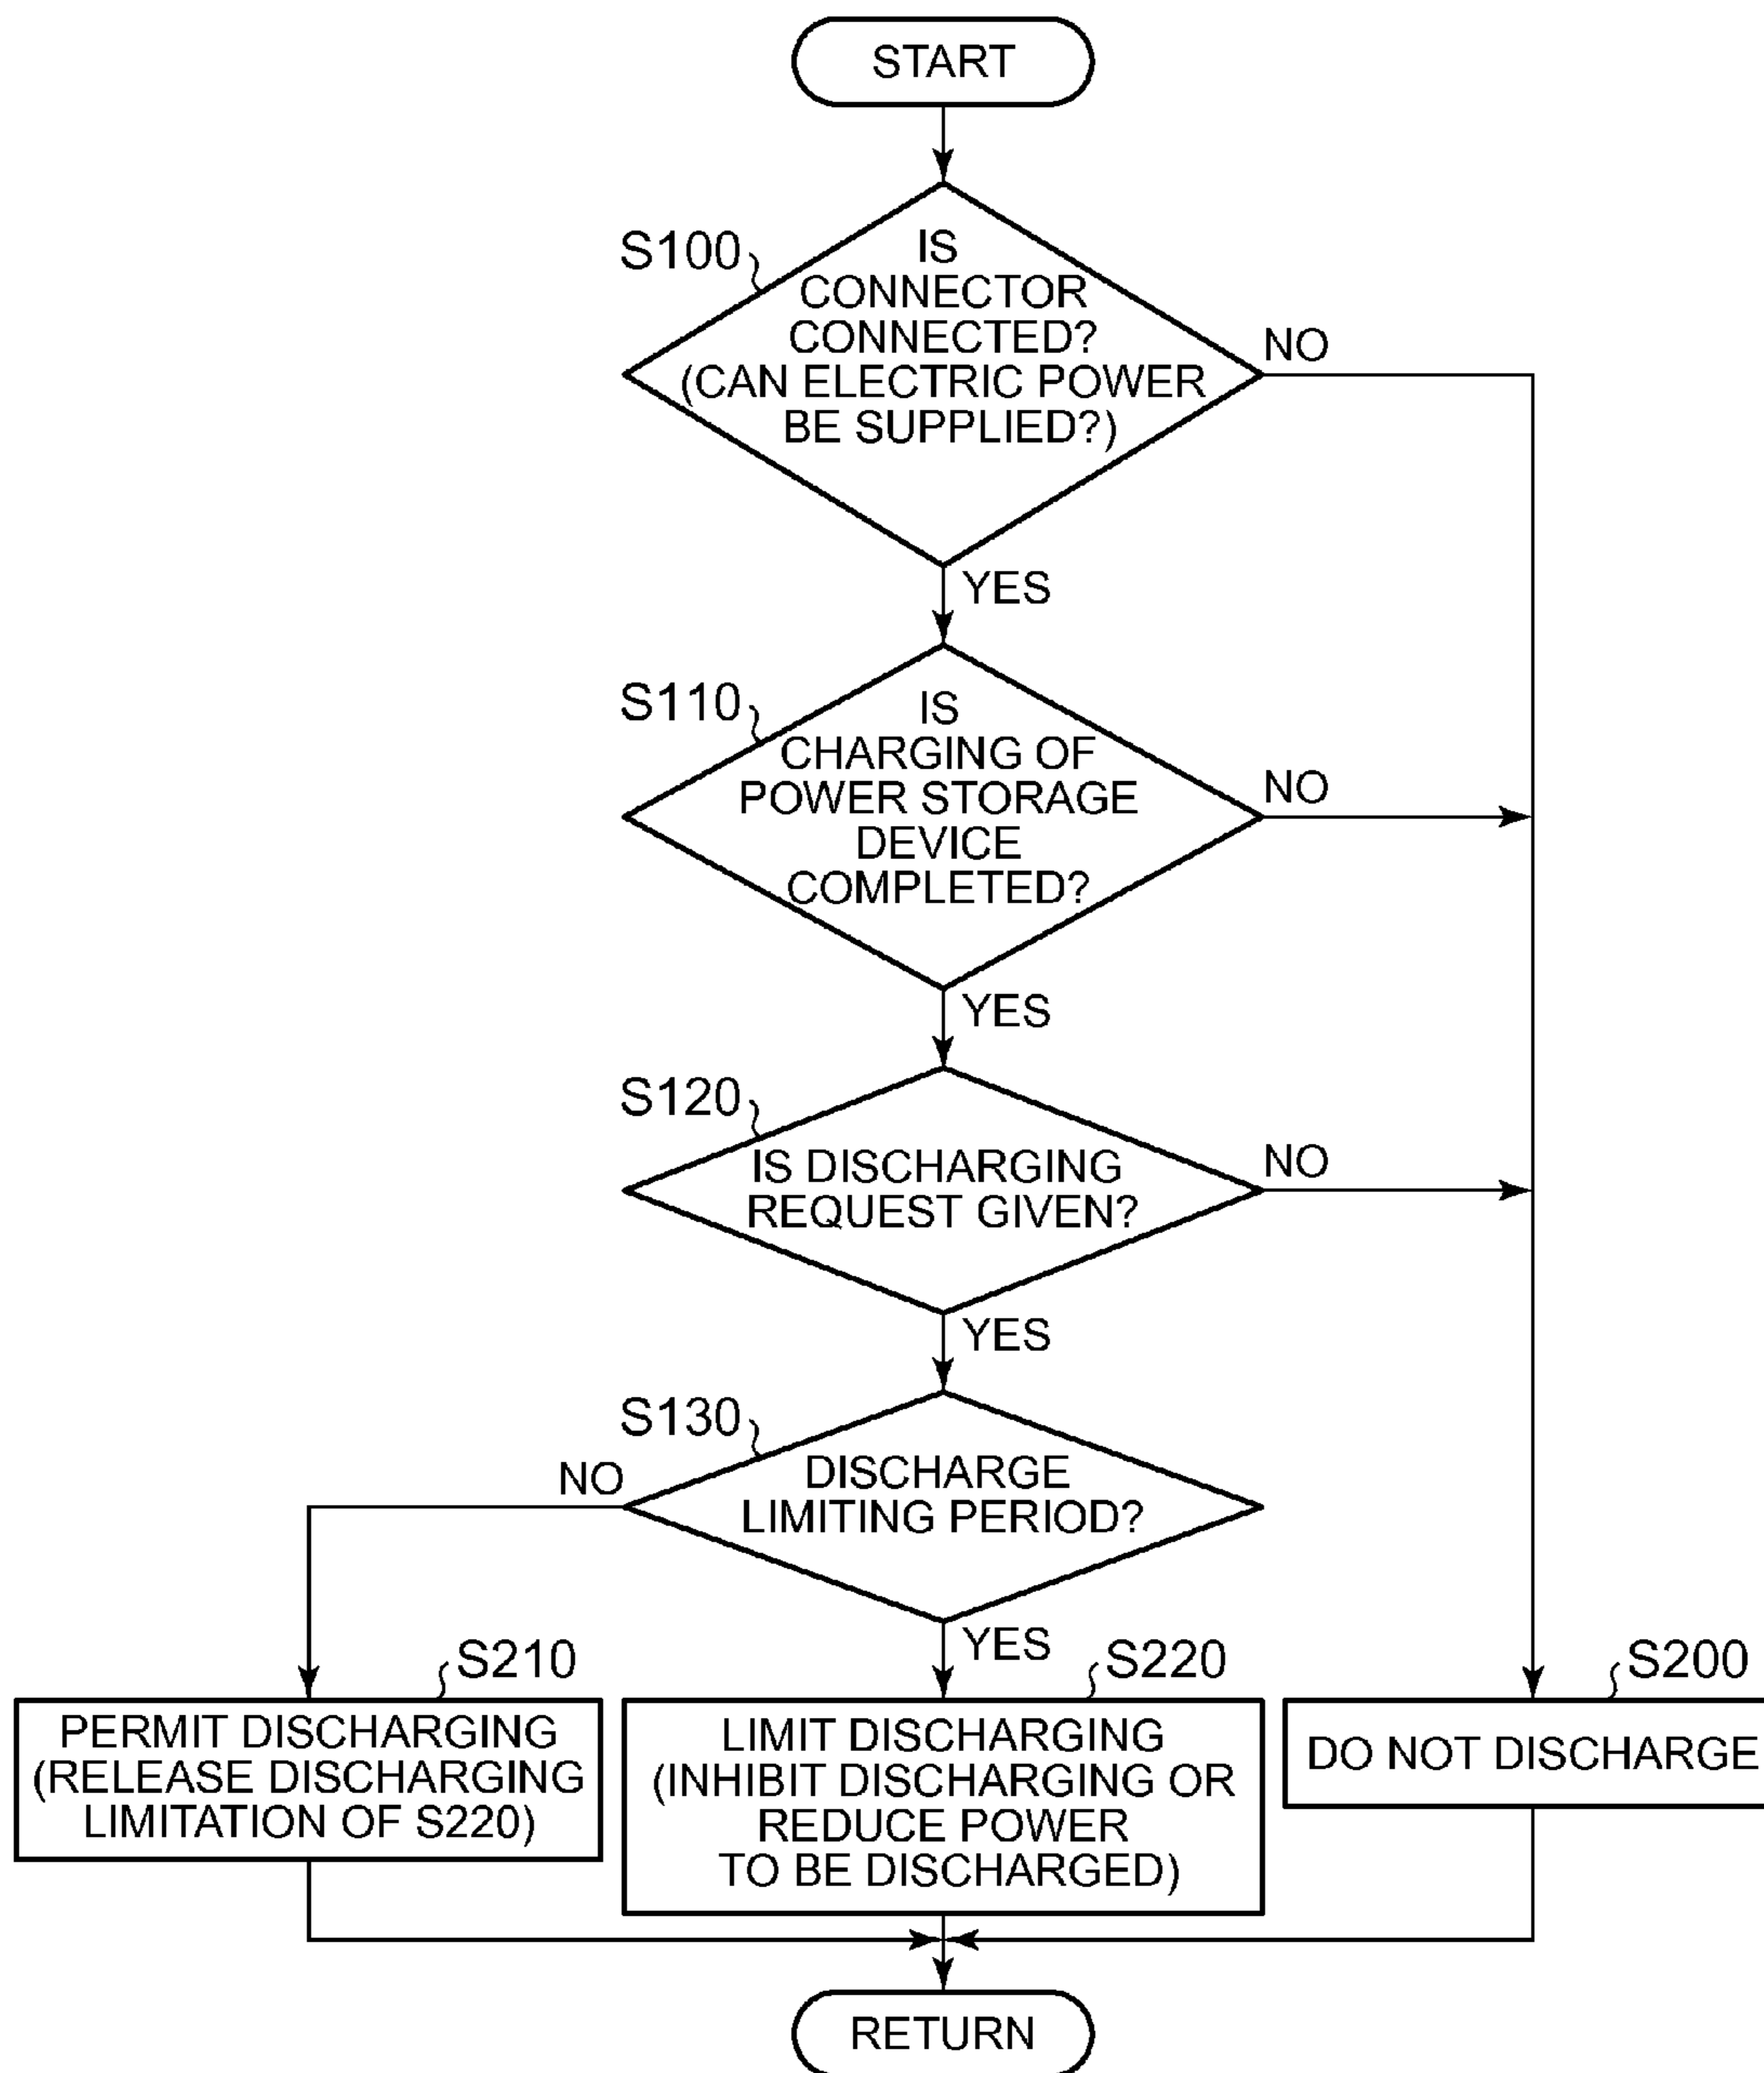 START
S100
IS
CONNECTOR
CONNECTED?
(CAN ELECTRIC POWER
BE SUPPLIED?)
NO
YES
S110
IS
CHARGING OF
POWER STORAGE
DEVICE
COMPLETED?
NO
YES
S120
IS DISCHARGING
REQUEST GIVEN?
NO
YES
S130
DISCHARGE
LIMITING PERIOD?
NO
YES
S210
PERMIT DISCHARGING
(RELEASE DISCHARGING
LIMITATION OF S220)
S220
LIMIT DISCHARGING
(INHIBIT DISCHARGING OR
REDUCE POWER
TO BE DISCHARGED)
S200
DO NOT DISCHARGE
RETURN